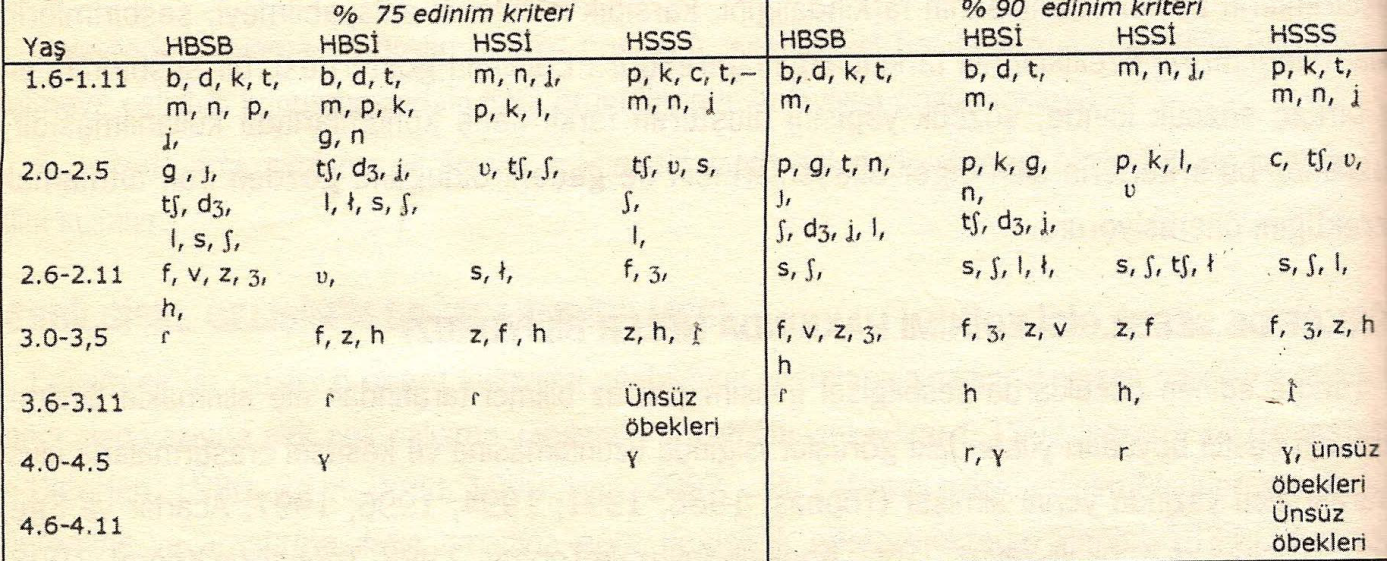 % 75 edinim kriteri % 90 edinim kriteri
Yaş HBSB HBSİ HSSİ HSSS HBSB HBSİ HSSİ HSSS
1.6-1.11 b, d, k, t, b, d, t, m, n, j, p, k, c, t,– b, d, k, t, b, d, t, m, n, j, p, k, t,
m, n, p, m, p, k, p, k, l, m, n, j m, m, m, n, j
j, g, n
2.0-2.5 g, ɟ, tʃ, dʒ, j, ʋ, tʃ, ʃ, tʃ, ʋ, s, p, g, t, n, p, k, g, p, k, l, c, tʃ, ʋ,
tʃ, dʒ, l, ł, s, ʃ, ʃ, ɟ, n, ʋ
l, s, ʃ, l, ʃ, dʒ, j, l, tʃ, dʒ, j,
2.6-2.11 f, v, z, ʒ, ʋ, s, ł, f, ʒ, s, ʃ, s, ʃ, l, ł, s, ʃ, tʃ, ł s, ʃ, l,
h,
3.0-3,5 ɾ f, z, h z, f, h z, h, f, v, z, ʒ, f, ʒ, z, v z, f f, ʒ, z, h
h
3.6-3.11 ɾ ɾ Ünsüz r h h,
öbekleri
4.0-4.5 ɣ ɣ r, ɣ r ɣ, ünsüz
öbekleri
4.6-4.11 Ünsüz
öbekleri